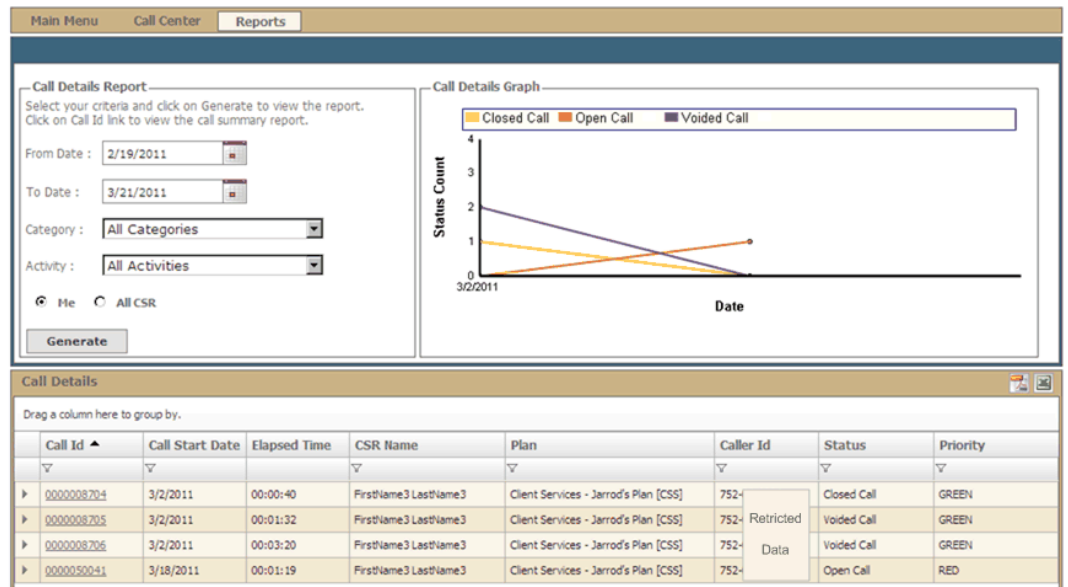 Main Menu Call Center Reports
Call Details Report
Select your criteria and click on Generate to view the report.
Click on Call Id link to view the call summary report.
From Date : 2/19/2011
To Date : 3/21/2011
Category : All Categories
Activity : All Activities
Me All CSR
Generate
Call Details Graph
Closed Call Open Call Voided Call
4
3
2
1
0
Status Count
3/2/2011
Date
Call Details
Drag a column here to group by.
Call Id Call Start Date Elapsed Time CSR Name Plan Caller Id Status Priority
0000008704 3/2/2011 00:00:40 FirstName3 LastName3 Client Services - Jarrod's Plan [CSS] 752- Closed Call GREEN
0000008705 3/2/2011 00:01:32 FirstName3 LastName3 Client Services - Jarrod's Plan [CSS] 752- Voided Call GREEN
0000008706 3/2/2011 00:03:20 FirstName3 LastName3 Client Services - Jarrod's Plan [CSS] 752- Voided Call GREEN
0000050041 3/18/2011 00:01:19 FirstName3 LastName3 Client Services - Jarrod's Plan [CSS] 752- Open Call RED
Retricted
Data